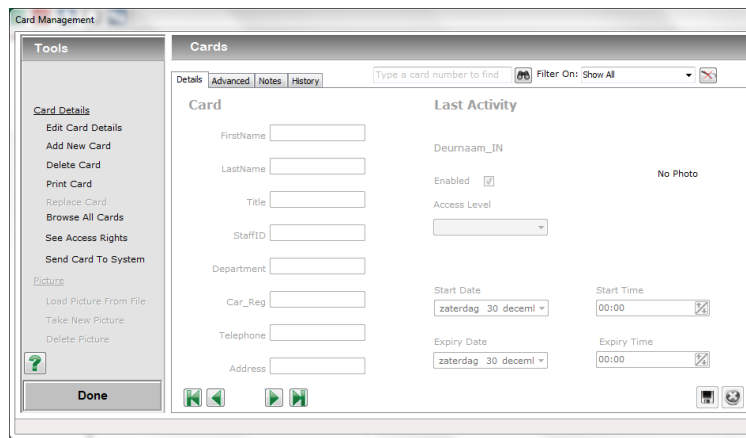 Card Management
Tools
Card Details
Edit Card Details
Add New Card
Delete Card
Print Card
Replace Card
Browse All Cards
See Access Rights
Send Card To System
Picture
Load Picture From File
Take New Picture
Delete Picture
?
Done
Cards
Details Advanced Notes History
Type a card number to find Filter On: Show All
Card
FirstName
LastName
Title
StaffID
Department
Car_Reg
Telephone
Address
Last Activity
Deurnaam_IN
Enabled
No Photo
Access Level
Start Date Start Time
zaterdag 30 deceml 00:00
Expiry Date Expiry Time
zaterdag 30 deceml 00:00